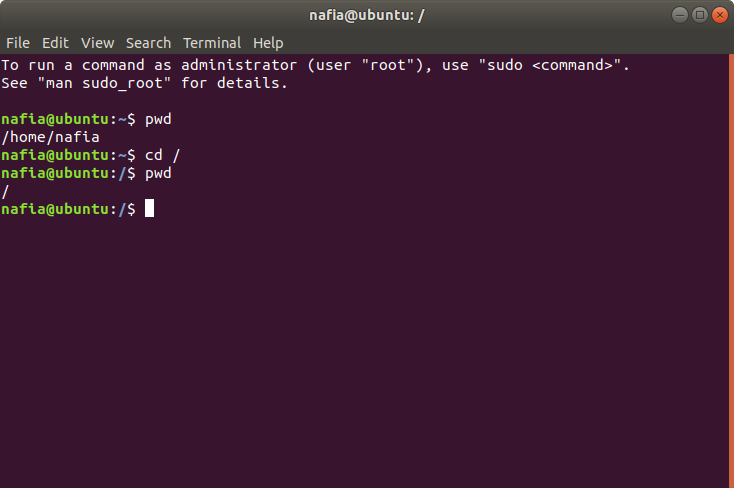 nafia@ubuntu: /
File Edit View Search Terminal Help
To run a command as administrator (user "root"), use "sudo <command>".
See "man sudo_root" for details.
nafia@ubuntu:~$ pwd
/home/nafia
nafia@ubuntu:~$ cd /
nafia@ubuntu:/$ pwd
/
nafia@ubuntu:/$